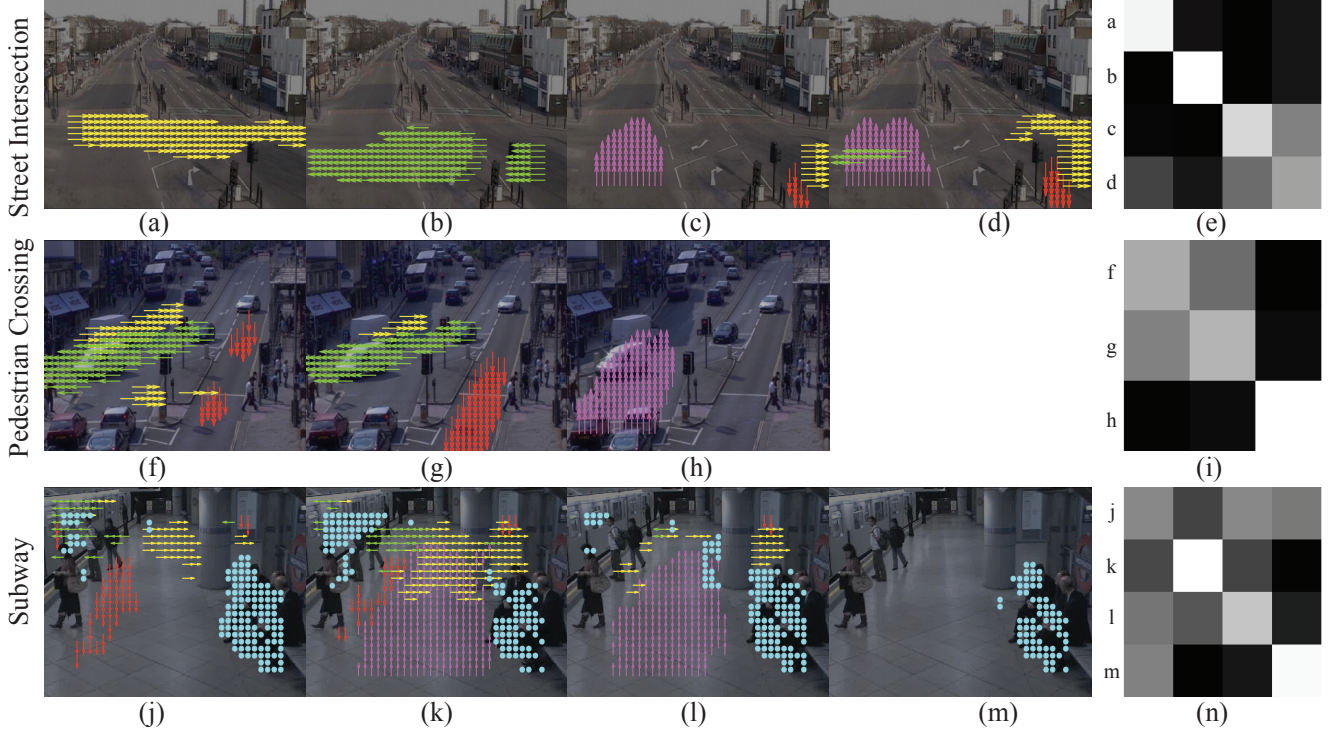 Street Intersection
a
b
c
d
(a) (b) (c) (d) (e)
Pedestrian Crossing
f
g
h
(f) (g) (h) (i)
Subway
j
k
l
m
(j) (k) (l) (m) (n)